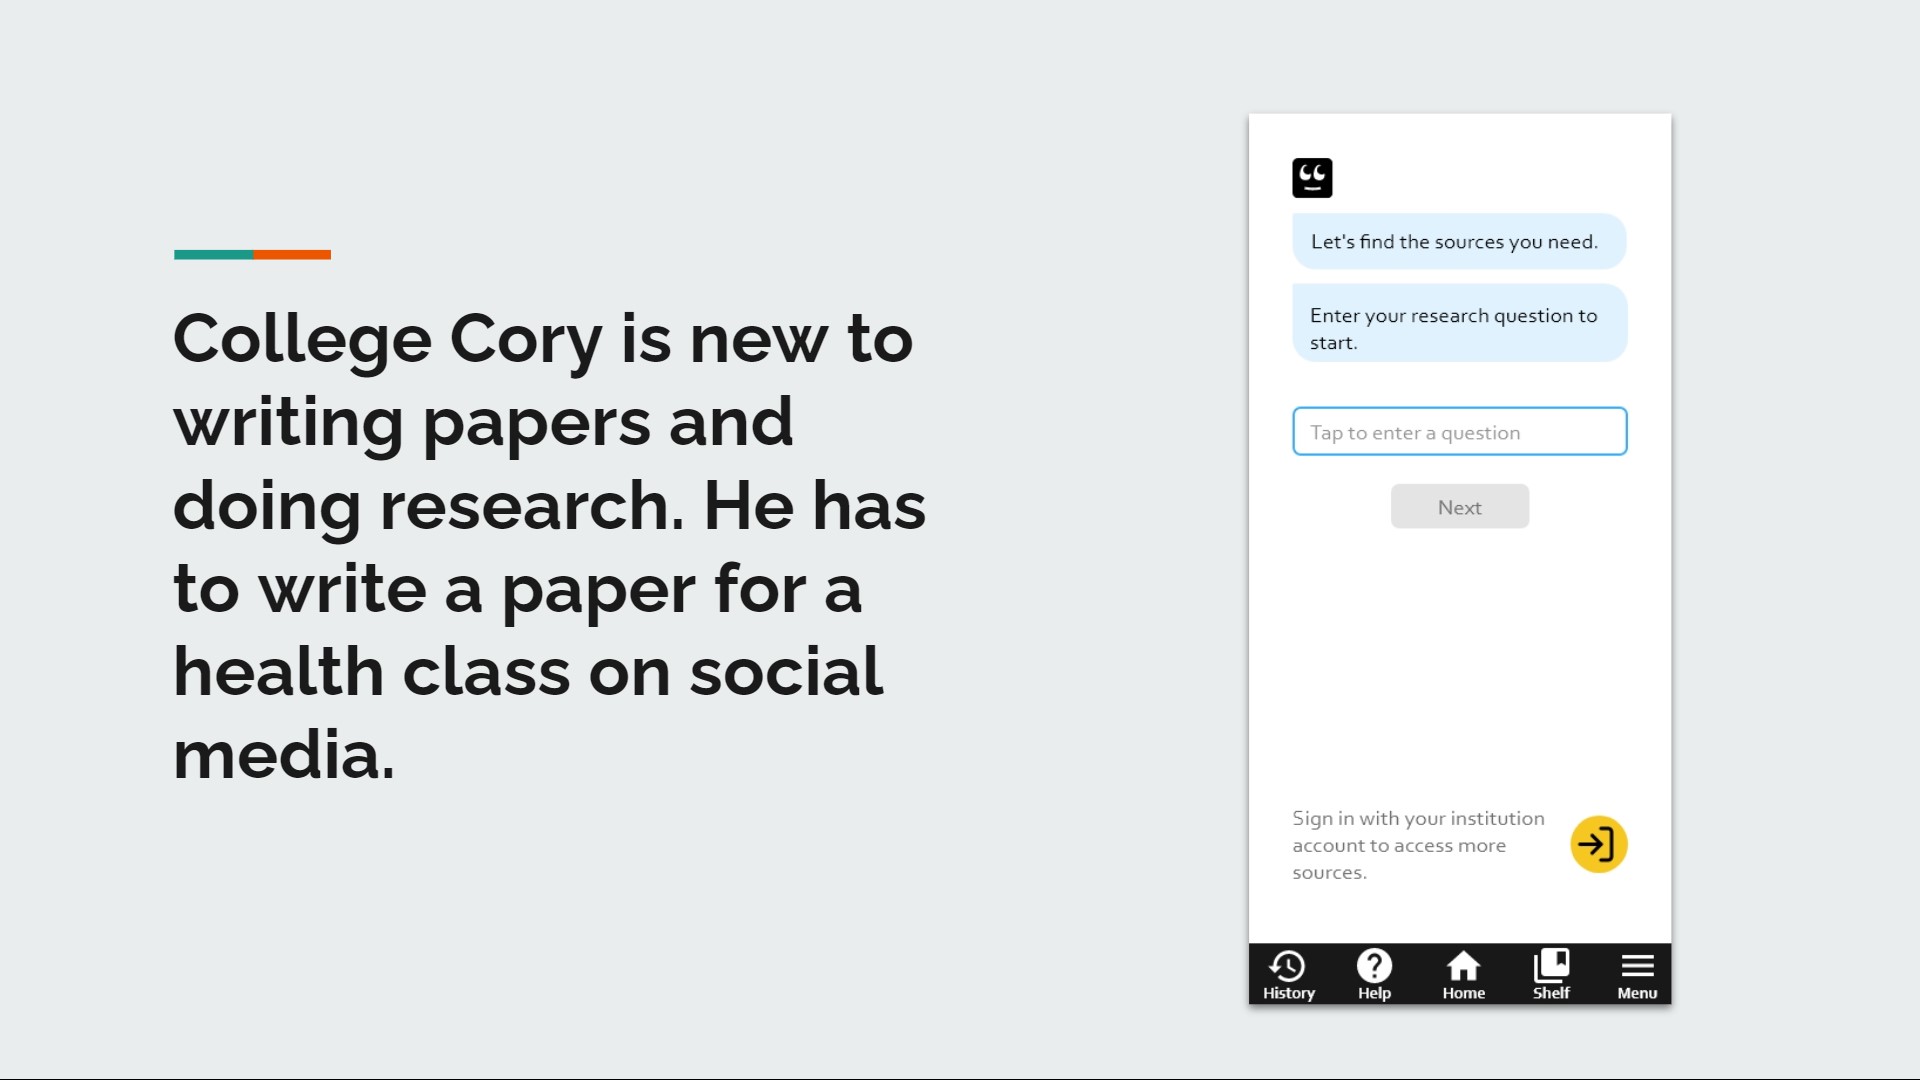 College Cory is new to
writing papers and
doing research. He has
to write a paper for a
health class on social
media.
Let's find the sources you need.
Enter your research question to
start.
Tap to enter a question
Next
Sign in with your institution
account to access more
sources.
History Help Home Shelf Menu